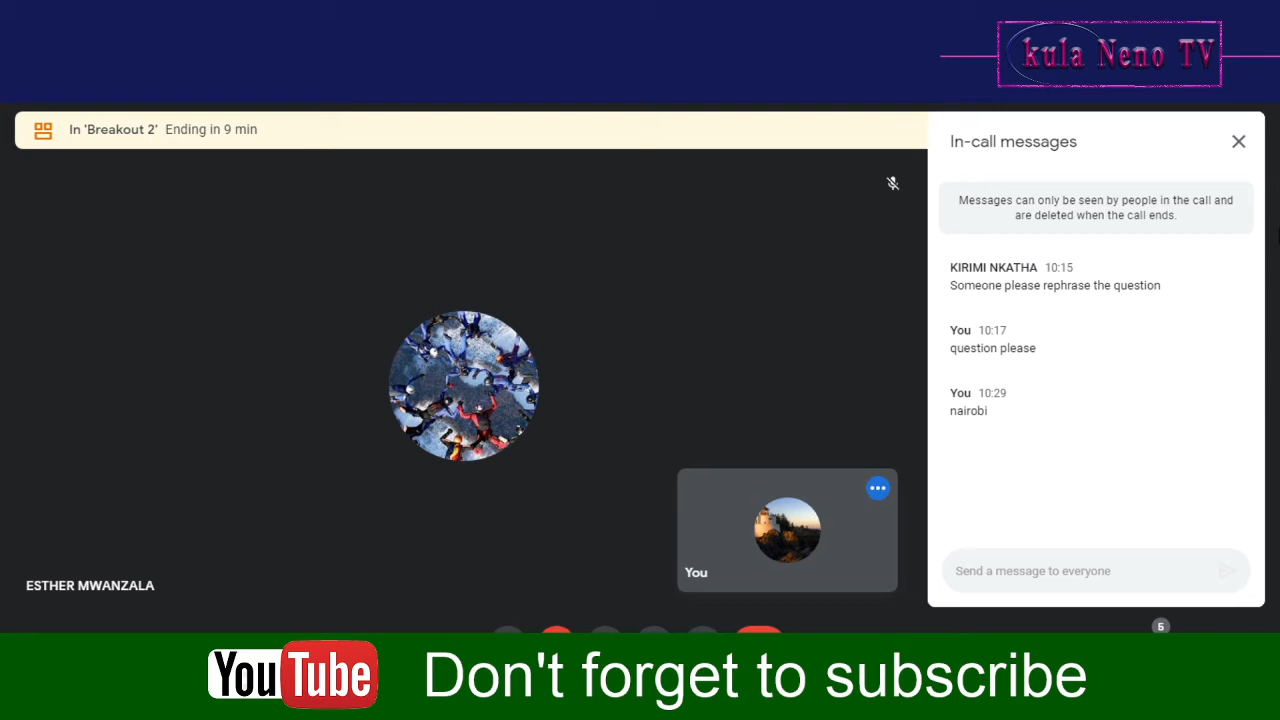 kula Neno TV
In 'Breakout 2' Ending in 9 min
In-call messages
Messages can only be seen by people in the call and
are deleted when the call ends.
KIRIMI NKATHA 10:15
Someone please rephrase the question
You 10:17
question please
You 10:29
nairobi
You
Send a message to everyone
ESTHER MWANZALA
5
YouTube
Don't forget to subscribe